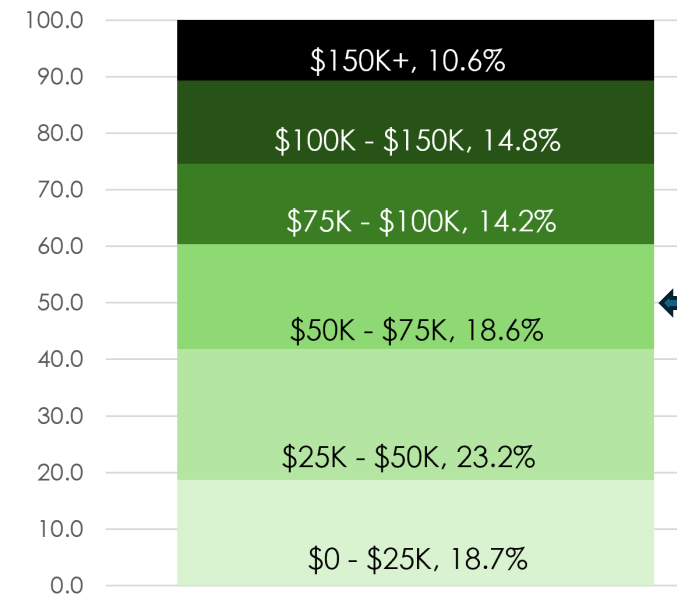 100.0
$150K+, 10.6%
90.0
80.0
$100K - $150K, 14.8%
70.0
$75K - $100K, 14.2%
60.0
50.0
$50K - $75K, 18.6%
40.0
30.0
$25K - $50K, 23.2%
20.0
10.0
$0 - $25K, 18.7%
0.0